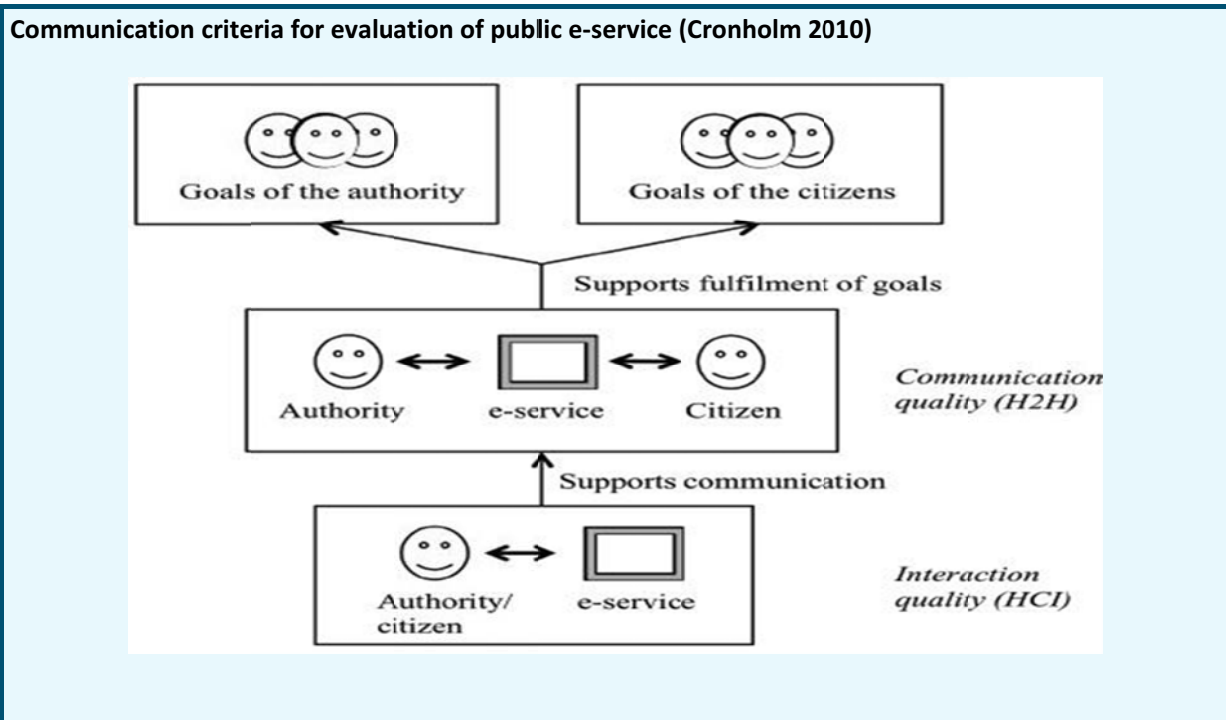 Communication criteria for evaluation of public e-service (Cronholm 2010)
Goals of the authority
Goals of the citizens
Supports fulfilment of goals
Authority
e-service
Citizen
Communication
quality (H2H)
Supports communication
Authority/
citizen
e-service
Interaction
quality (HCI)